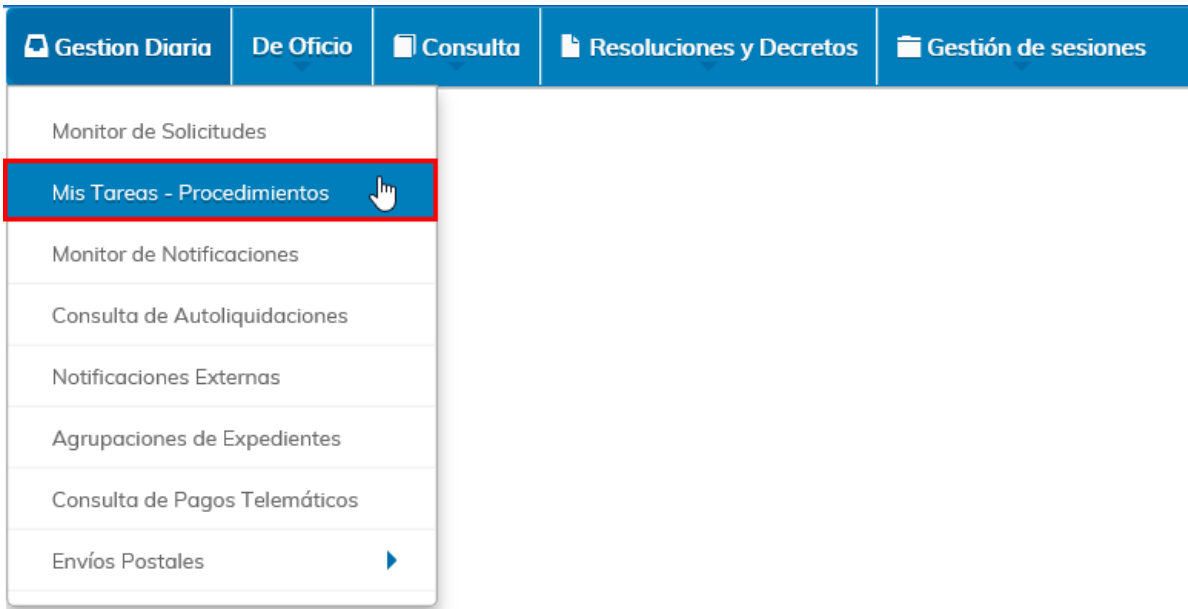 Gestion Diaria De Oficio Consulta Resoluciones y Decretos Gestión de sesiones
Monitor de Solicitudes
Mis Tareas - Procedimientos
Monitor de Notificaciones
Consulta de Autoliquidaciones
Notificaciones Externas
Agrupaciones de Expedientes
Consulta de Pagos Telemáticos
Envíos Postales